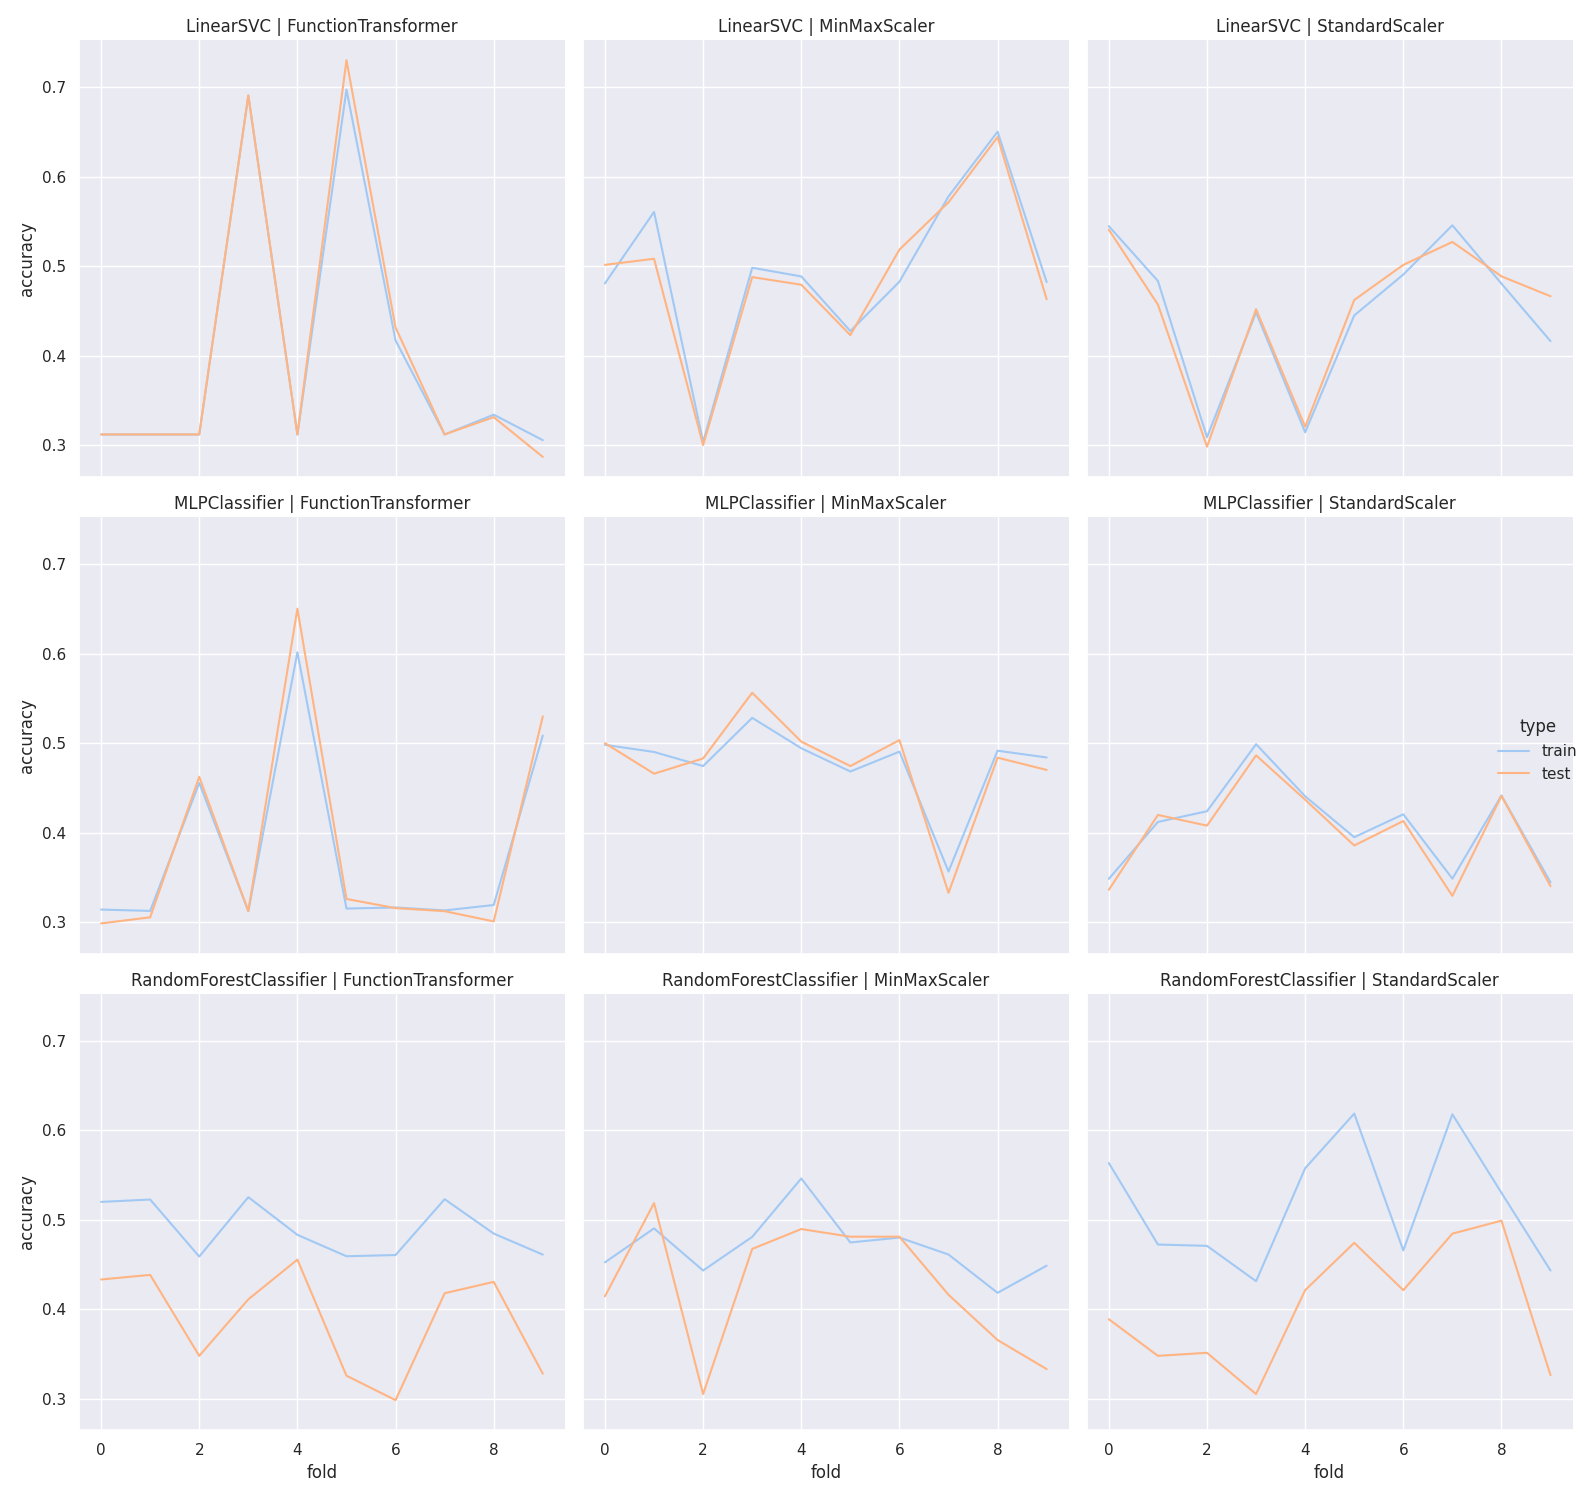 LinearSVC | FunctionTransformer
LinearSVC | MinMaxScaler
LinearSVC | StandardScaler
0.7
0.6
0.5
0.4
0.3
accuracy
MLPClassifier | FunctionTransformer
MLPClassifier | MinMaxScaler
MLPClassifier | StandardScaler
0.7
0.6
0.5
0.4
0.3
accuracy
type
train
test
RandomForestClassifier | FunctionTransformer
RandomForestClassifier | MinMaxScaler
RandomForestClassifier | StandardScaler
0.7
0.6
0.5
0.4
0.3
accuracy
0 2 4 6 8
0 2 4 6 8
0 2 4 6 8
fold
fold
fold